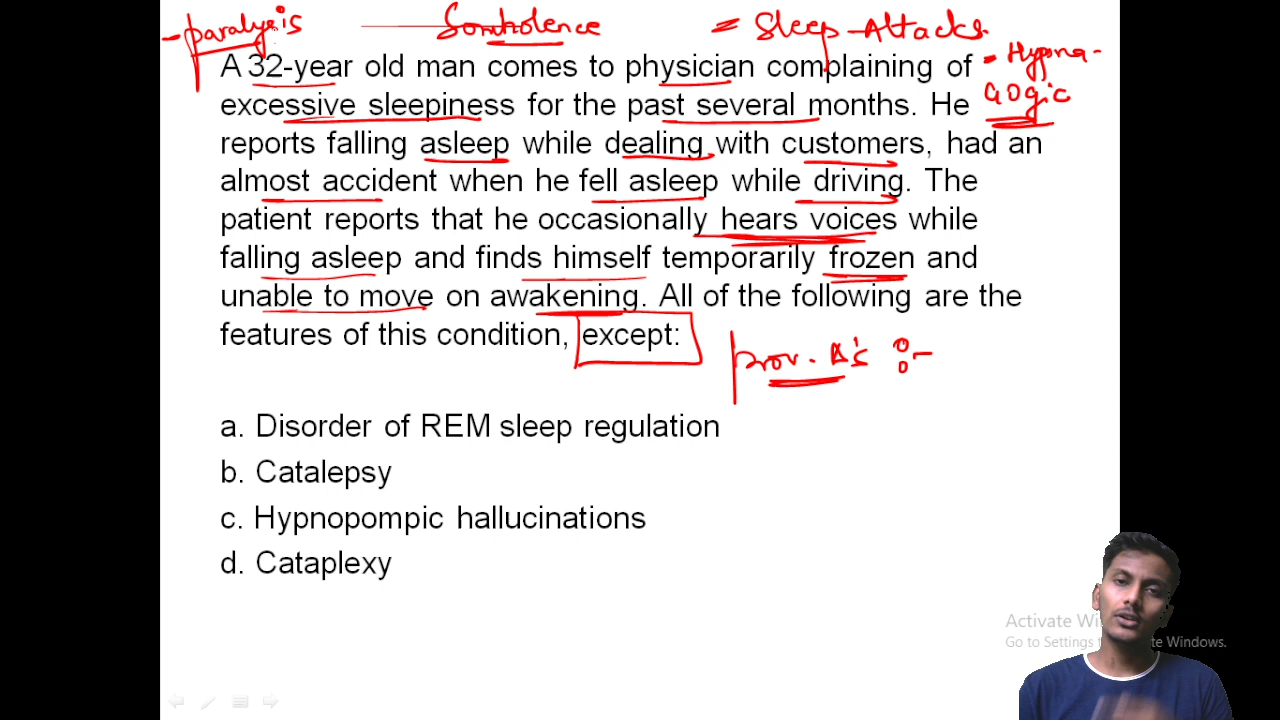 - paralysis Somnolence = Sleep-Attacks.
A 32-year old man comes to physician complaining of - Hypna-
excessive sleepiness for the past several months. He GOgic
reports falling asleep while dealing with customers, had an
almost accident when he fell asleep while driving. The
patient reports that he occasionally hears voices while
falling asleep and finds himself temporarily frozen and
unable to move on awakening. All of the following are the
features of this condition, except:
prov. Δ's :-
a. Disorder of REM sleep regulation
b. Catalepsy
c. Hypnopompic hallucinations
d. Cataplexy
Activate Wi
Go to Settings t ate Windows.